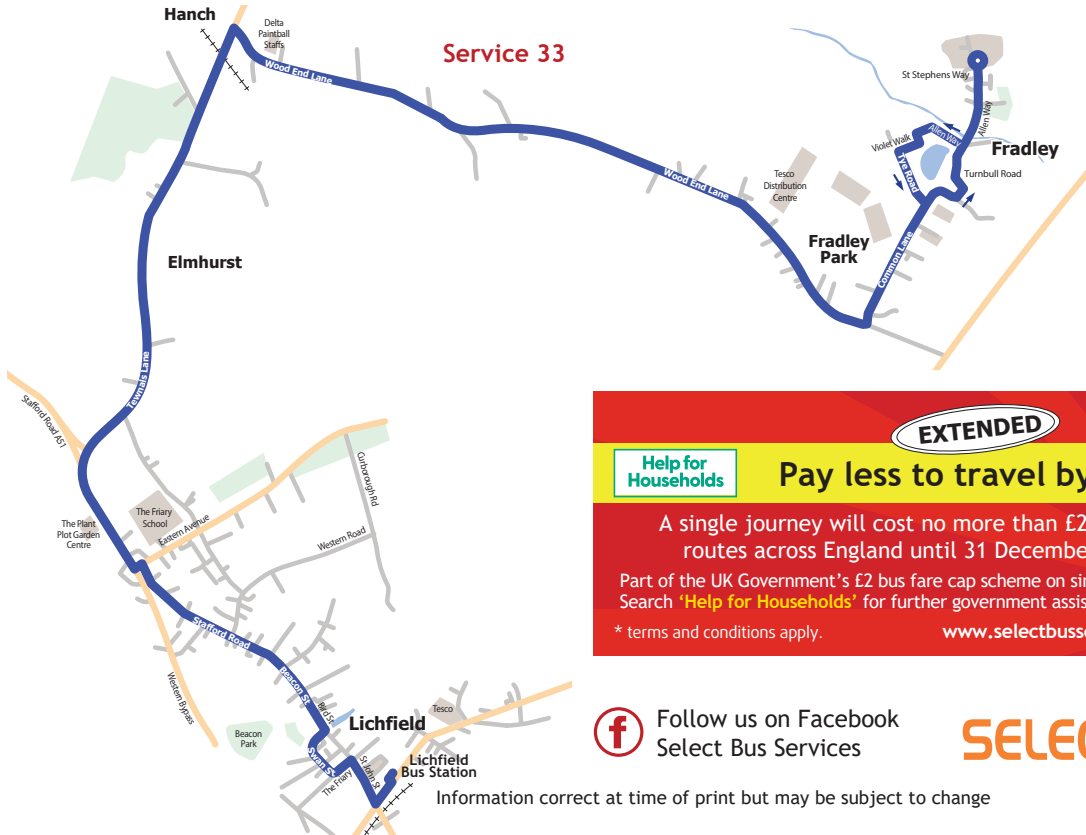 Hanch
Delta
Paintball
Staffs
Service 33
Wood End Lane
St Stephens Way
Allen Way
Allen Way
Violet Walk
Fradley
Tye Road
Turnbull Road
Wood End Lane
Tesco
Distribution
Centre
Fradley
Park
Common Lane
Elmhurst
Tewnals Lane
Stafford Road A51
The Friary
School
The Plant
Plot Garden
Centre
Eastern Avenue
Curborough Rd
Western Road
Stafford Road
Western Bypass
Beacon St
Bird St
Beacon
Park
Lichfield
Tesco
Swan St
The Friary
St John St
Lichfield
Bus Station
EXTENDED
Help for
Households
Pay less to travel by
A single journey will cost no more than £2
routes across England until 31 December
Part of the UK Government's £2 bus fare cap scheme on
Search 'Help for Households' for further government
* terms and conditions apply.
f Follow us on Facebook
Select Bus Services
Information correct at time of print but may be subject to change